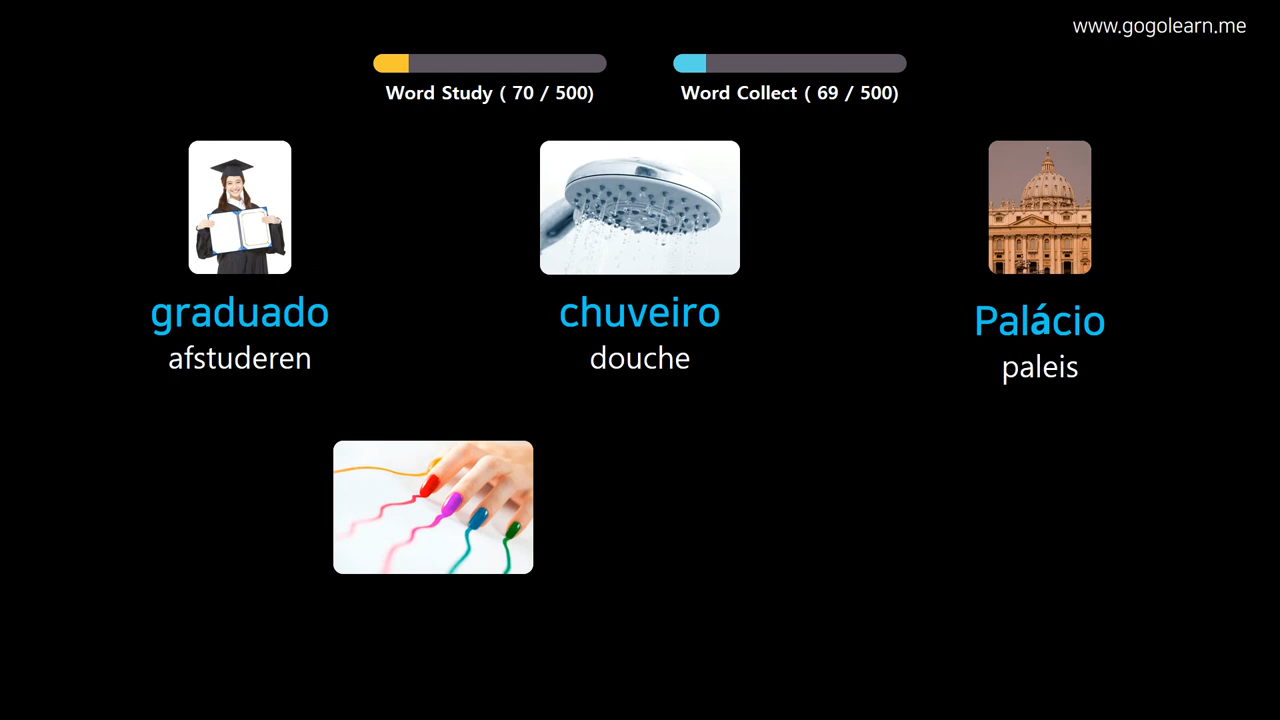 www.gogolearn.me
Word Study ( 70 / 500)
Word Collect ( 69 / 500)
graduado
afstuderen
chuveiro
douche
Palácio
paleis